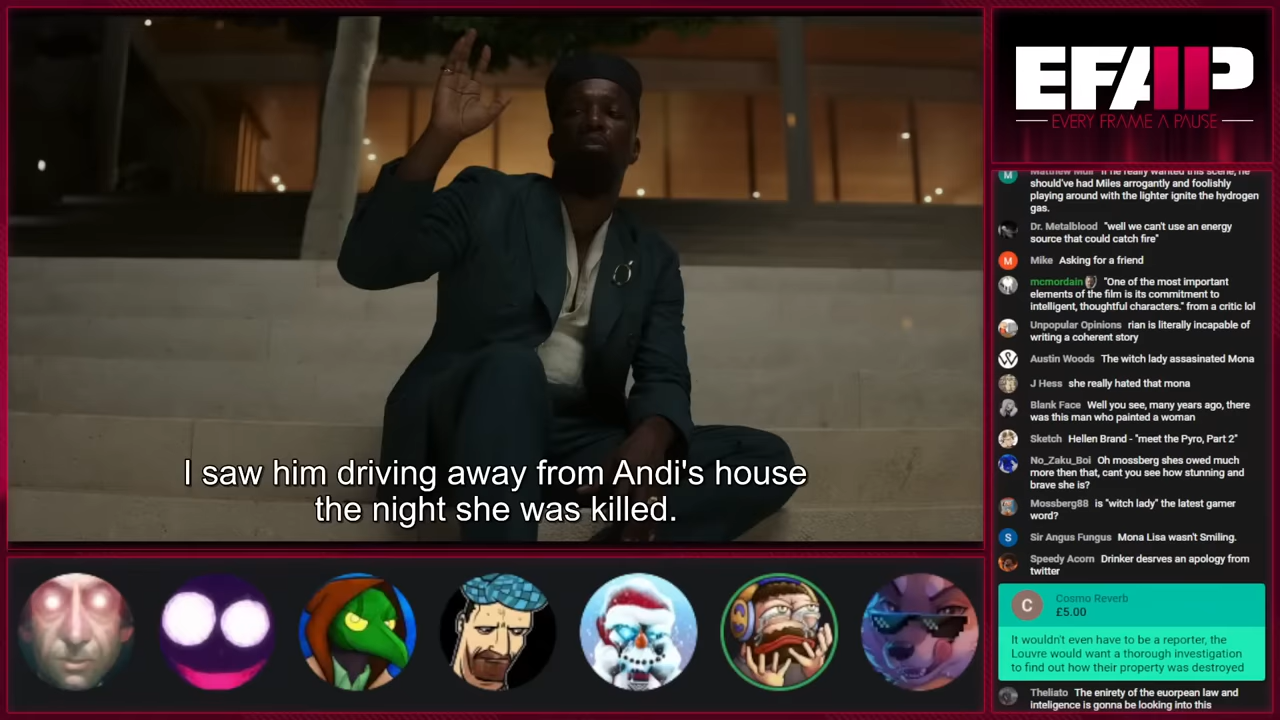 I saw him driving away from Andi's house
the night she was killed.
EFAP
EVERY FRAME A PAUSE
M Matthew Muir If he really wanted this scene, he
should've had Miles arrogantly and foolishly
playing around with the lighter ignite the hydrogen
gas.
Dr. Metalblood "well we can't use an energy
source that could catch fire"
M Mike Asking for a friend
mcmordain "One of the most important
elements of the film is its commitment to
intelligent, thoughtful characters." from a critic lol
Unpopular Opinions rian is literally incapable of
writing a coherent story
Austin Woods The witch lady assasinated Mona
J Hess she really hated that mona
Blank Face Well you see, many years ago, there
was this man who painted a woman
Sketch Hellen Brand - "meet the Pyro, Part 2"
No_Zaku_Boi Oh mossberg shes owed much
more then that, cant you see how stunning and
brave she is?
Mossberg88 is "witch lady" the latest gamer
word?
S Sir Angus Fungus Mona Lisa wasn't Smiling.
Speedy Acorn Drinker desrves an apology from
twitter
C Cosmo Reverb
£5.00
It wouldn't even have to be a reporter, the
Louvre would want a thorough investigation
to find out how their property was destroyed
Theliato The enirety of the euorpean law and
inteligence is gonna be looking into this